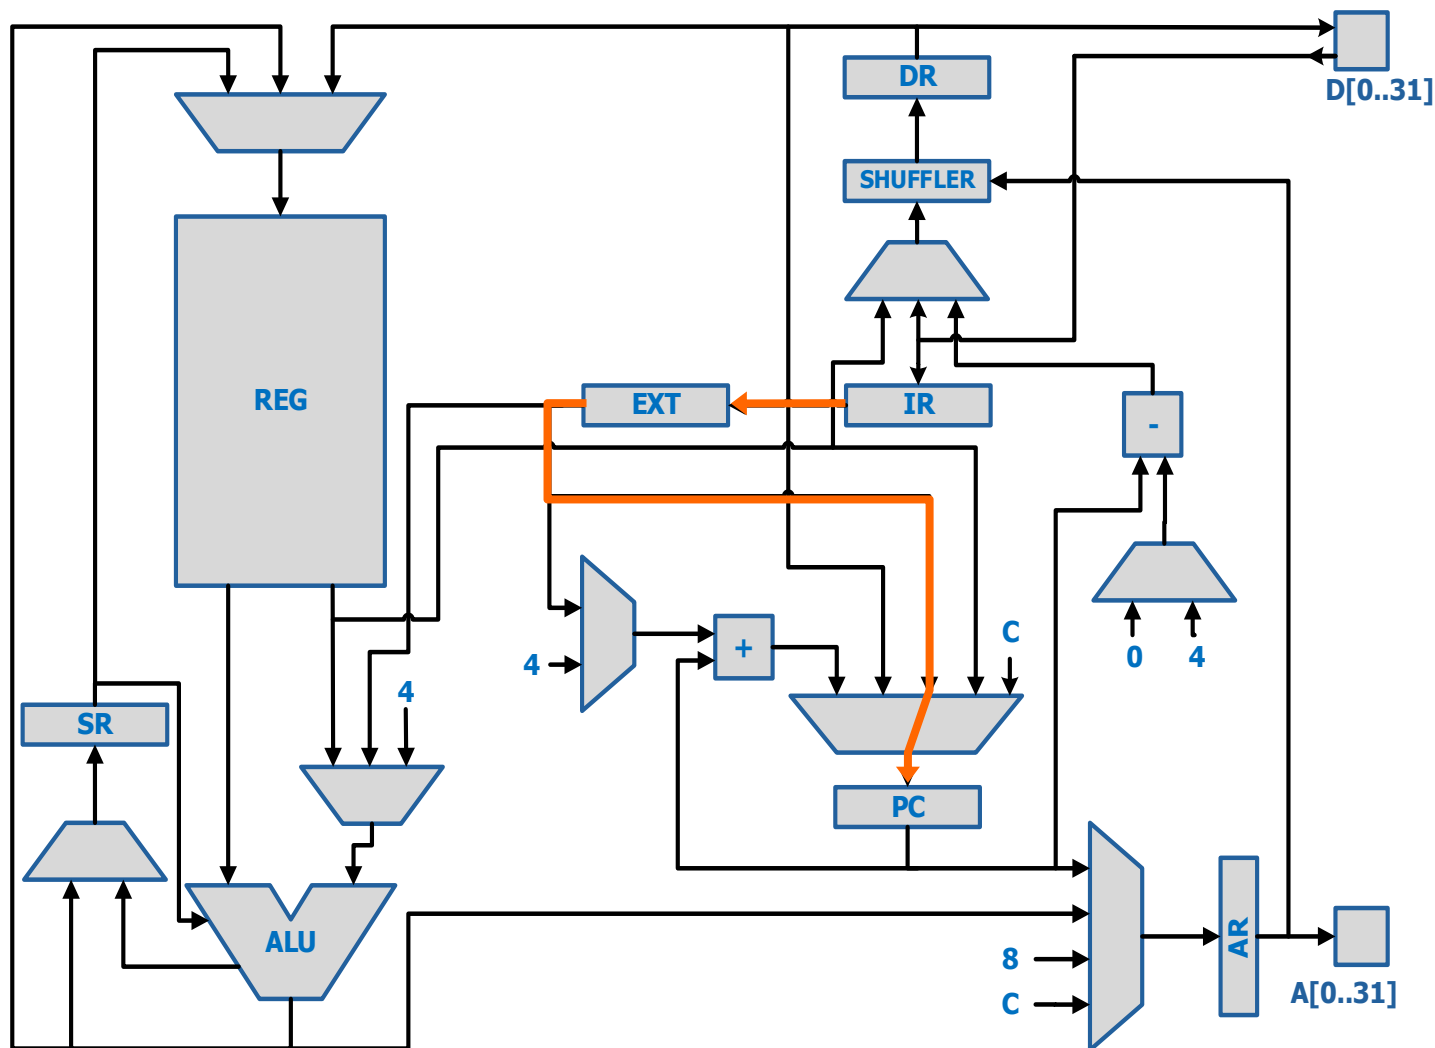 DR
D[0..31]
SHUFFLER
REG
EXT
IR
-
C
+
4
0
4
4
SR
PC
ALU
AR
8
C
A[0..31]